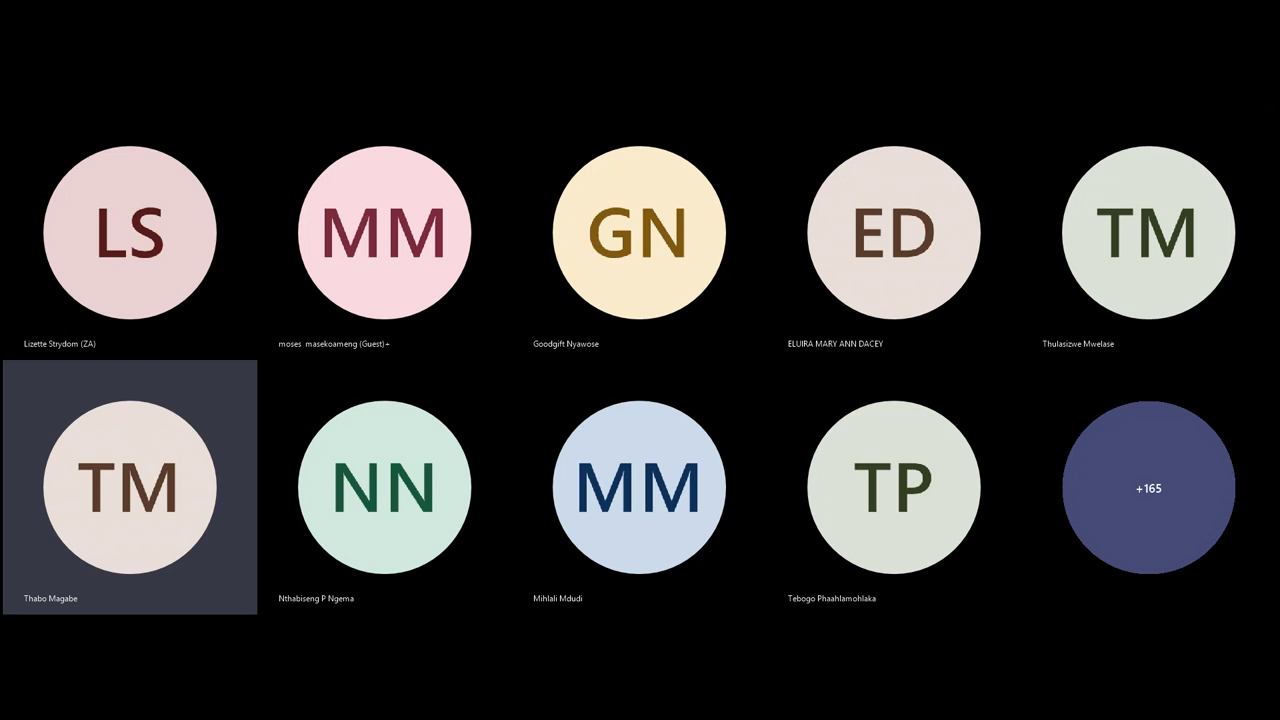 LS
MM
GN
ED
TM
Lizette Strydom (ZA)
moses masekoameng (Guest)+
Goodgift Nyawose
ELUIRA MARY ANN DACEY
Thulasizwe Mwelase
TM
NN
MM
TP
+165
Thabo Magabe
Nthabiseng P Ngema
Mihlali Mdudi
Tebogo Phaahlamohlaka